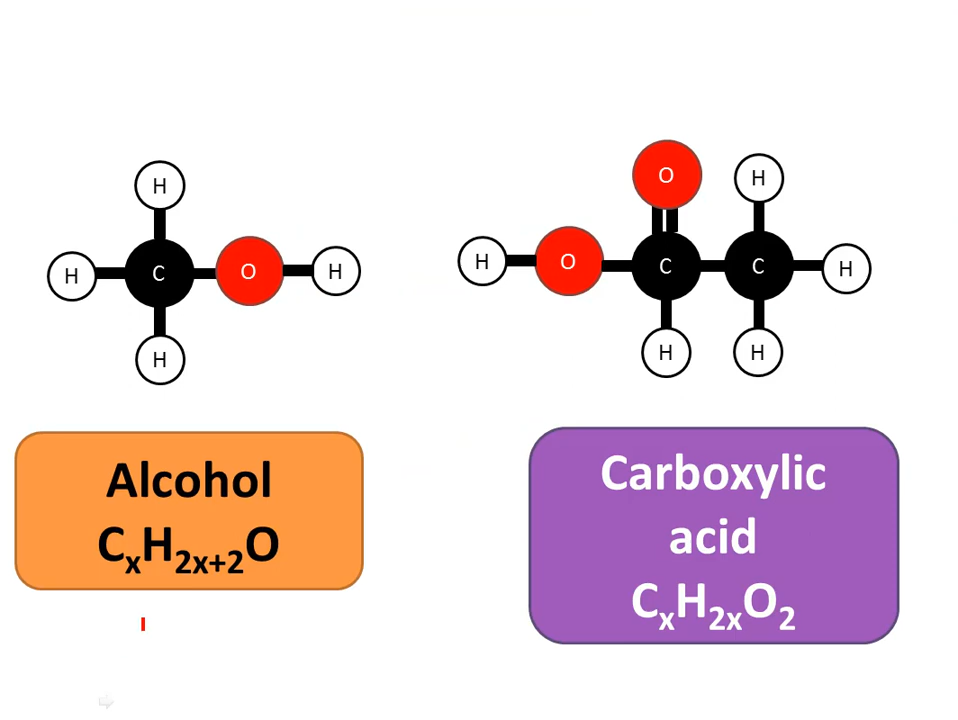 H
H C O H
H
O H
H O C C H
H H
Alcohol
CₓH₂ₓ₊₂O
Carboxylic
acid
CₓH₂ₓO₂